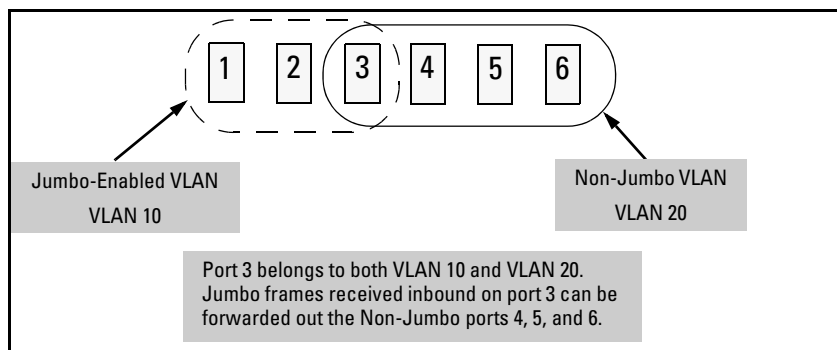 1 2 3 4 5 6
Jumbo-Enabled VLAN
VLAN 10
Non-Jumbo VLAN
VLAN 20
Port 3 belongs to both VLAN 10 and VLAN 20.
Jumbo frames received inbound on port 3 can be
forwarded out the Non-Jumbo ports 4, 5, and 6.